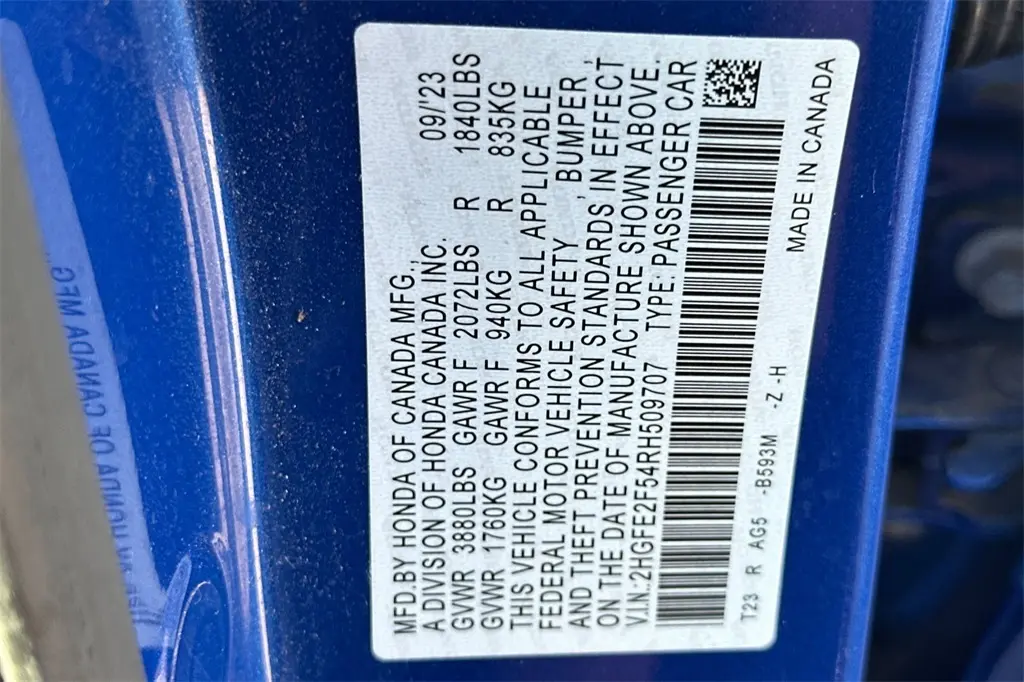 MFD.BY HONDA OF CANADA MFG., 09/'23
A DIVISION OF HONDA CANADA INC.
GVWR 3880LBS GAWR F 2072LBS R 1840LBS
GVWR 1760KG GAWR F 940KG R 835KG
THIS VEHICLE CONFORMS TO ALL APPLICABLE
FEDERAL MOTOR VEHICLE SAFETY , BUMPER ,
AND THEFT PREVENTION STANDARDS, IN EFFECT
ON THE DATE OF MANUFACTURE SHOWN ABOVE.
V.I.N.:2HGFE2F54RH509707 TYPE: PASSENGER CAR
T23 R AG5 -B593M -Z -H
MADE IN CANADA